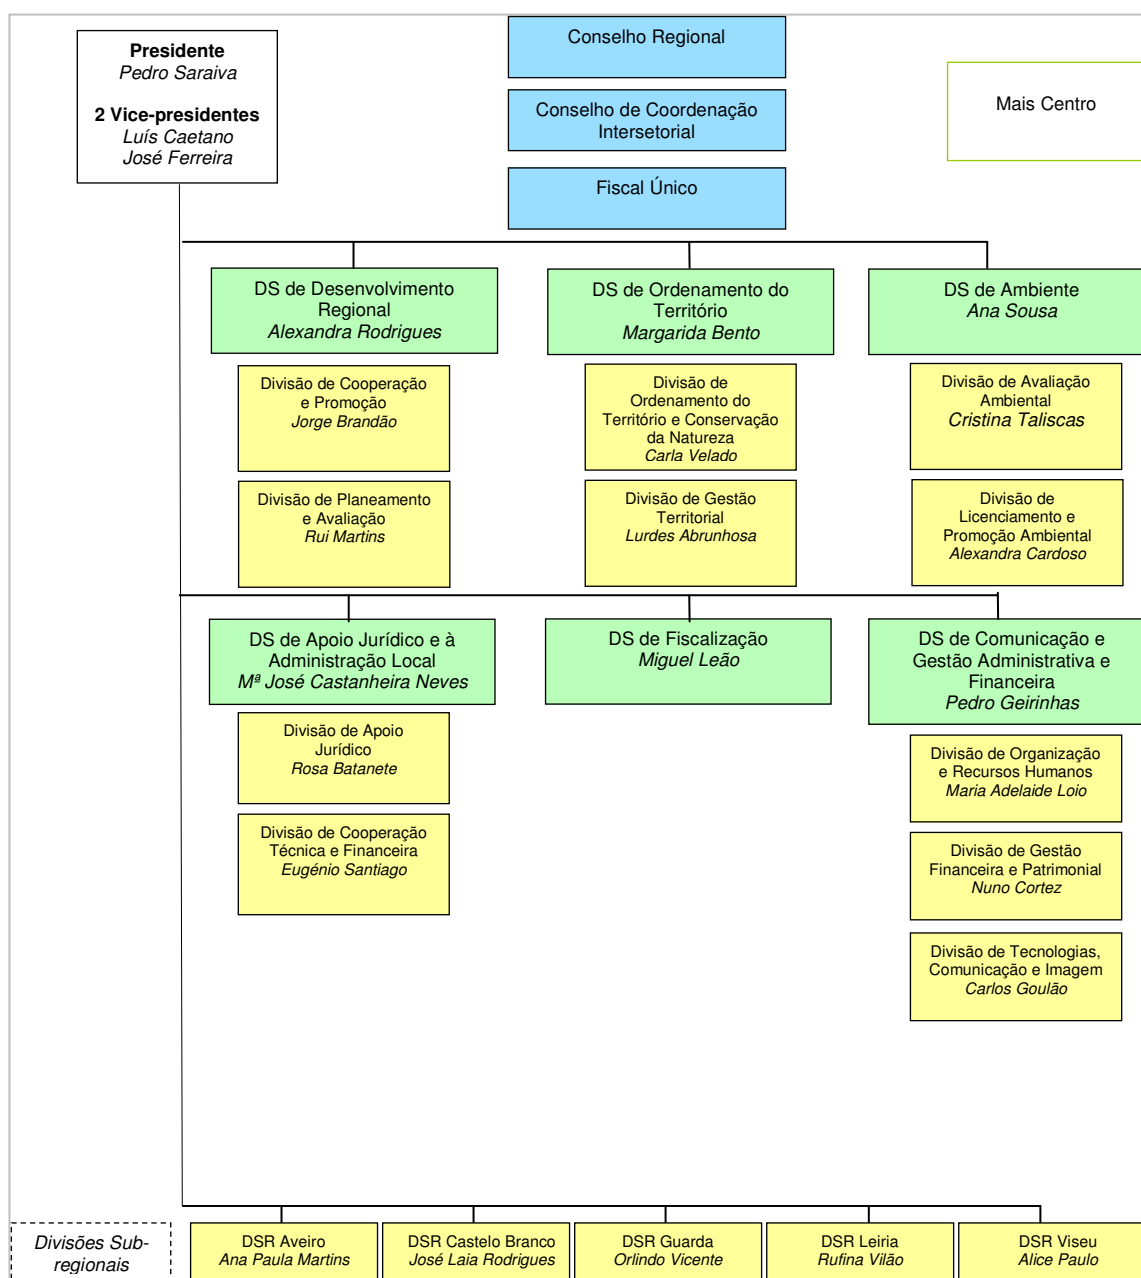 Presidente
Pedro Saraiva
2 Vice-presidentes
Luís Caetano
José Ferreira
Conselho Regional
Conselho de Coordenação
Intersetorial
Fiscal Único
Mais Centro
DS de Desenvolvimento
Regional
Alexandra Rodrigues
DS de Ordenamento do
Território
Margarida Bento
DS de Ambiente
Ana Sousa
Divisão de Cooperação
e Promoção
Jorge Brandão
Divisão de
Ordenamento do
Território e Conservação
da Natureza
Carla Velado
Divisão de Avaliação
Ambiental
Cristina Taliscas
Divisão de Planeamento
e Avaliação
Rui Martins
Divisão de Gestão
Territorial
Lurdes Abrunhosa
Divisão de
Licenciamento e
Promoção Ambiental
Alexandra Cardoso
DS de Apoio Jurídico e à
Administração Local
Mª José Castanheira Neves
DS de Fiscalização
Miguel Leão
DS de Comunicação e
Gestão Administrativa e
Financeira
Pedro Geirinhas
Divisão de Apoio
Jurídico
Rosa Batanete
Divisão de Cooperação
Técnica e Financeira
Eugénio Santiago
Divisão de Organização
e Recursos Humanos
Maria Adelaide Loio
Divisão de Gestão
Financeira e Patrimonial
Nuno Cortez
Divisão de Tecnologias,
Comunicação e Imagem
Carlos Goulão
Divisões Sub-
regionais
DSR Aveiro
Ana Paula Martins
DSR Castelo Branco
José Laia Rodrigues
DSR Guarda
Orlindo Vicente
DSR Leiria
Rufina Vilão
DSR Viseu
Alice Paulo